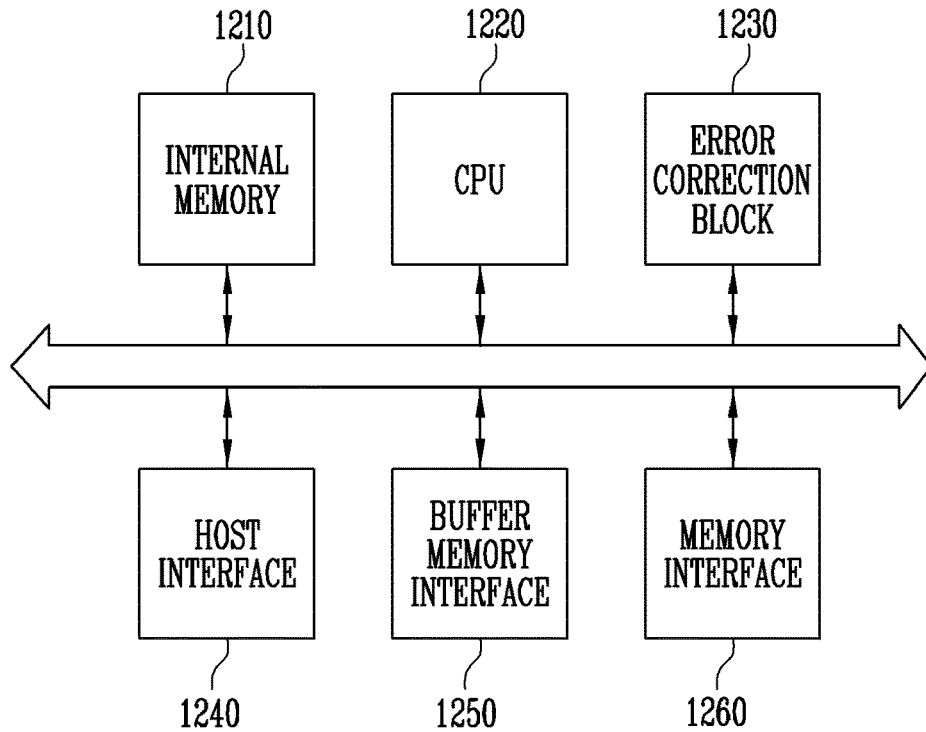 1210
1220
1230
INTERNAL
MEMORY
CPU
ERROR
CORRECTION
BLOCK
HOST
INTERFACE
BUFFER
MEMORY
INTERFACE
MEMORY
INTERFACE
1240
1250
1260